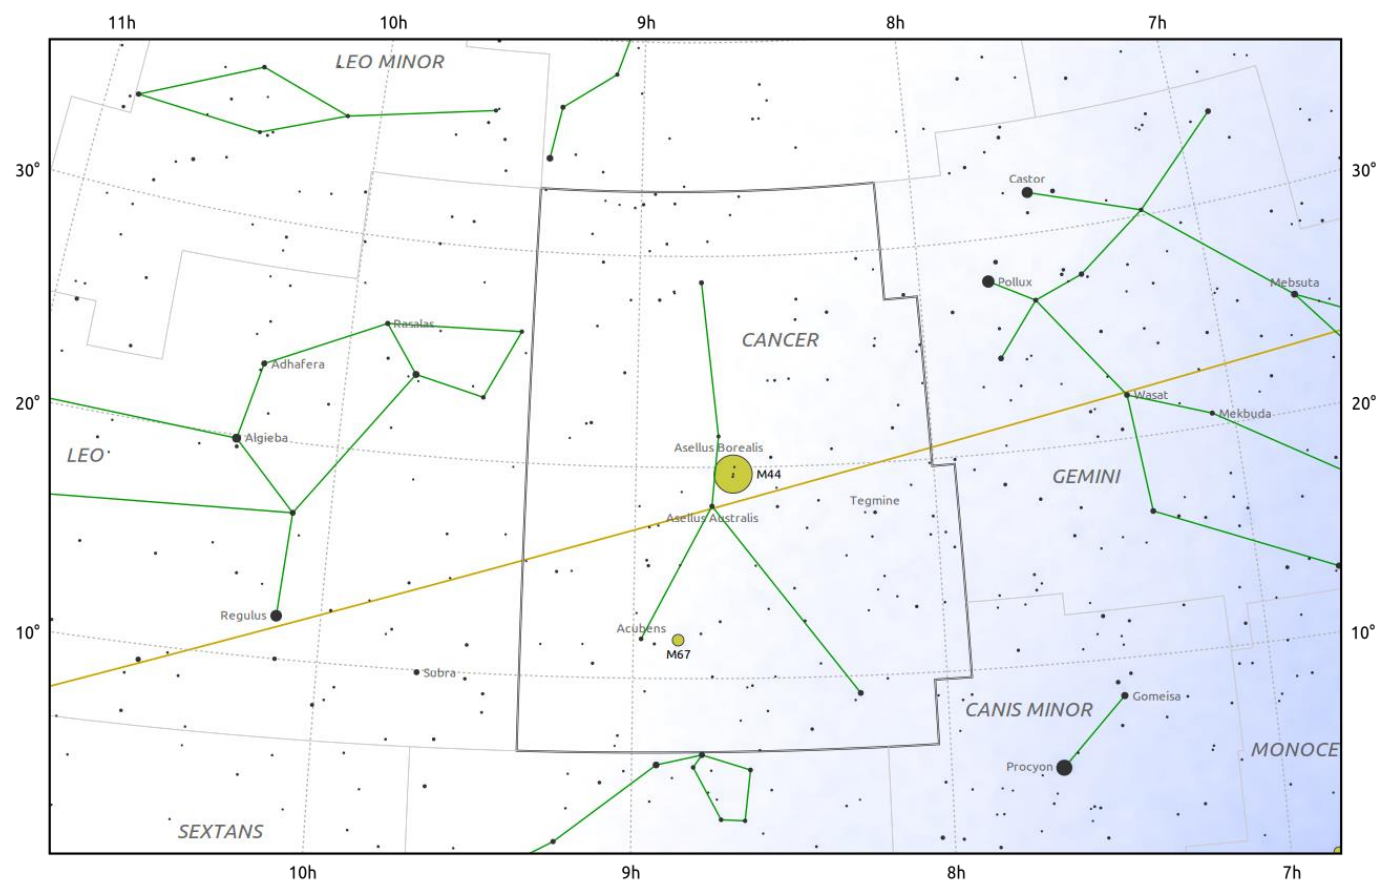 11h 10h 9h 8h 7h
LEO MINOR
30°
30°
Castor
Pollux
Mebsuta
Rasalas
CANCER
Adhafera
20°
Wasat
20°
Mekbuda
Algieba
LEO
Asellus Borealis
M44
GEMINI
Tegmine
Asellus Australis
Regulus
Acubens
10°
10°
M67
Subra
Gomeisa
CANIS MINOR
MONOCE
Procyon
SEXTANS
10h 9h 8h 7h